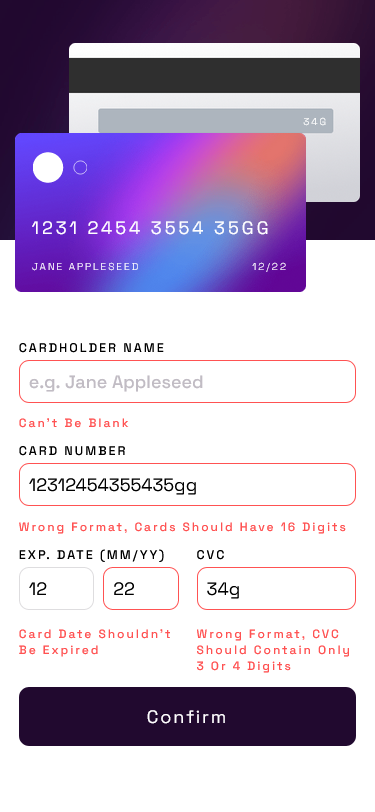 34G
1231 2454 3554 35GG
JANE APPLESEED 12/22
CARDHOLDER NAME
e.g. Jane Appleseed
Can't Be Blank
CARD NUMBER
12312454355435gg
Wrong Format, Cards Should Have 16 Digits
EXP. DATE (MM/YY) CVC
12 22 34g
Card Date Shouldn't
Be Expired
Wrong Format, CVC
Should Contain Only
3 Or 4 Digits
Confirm